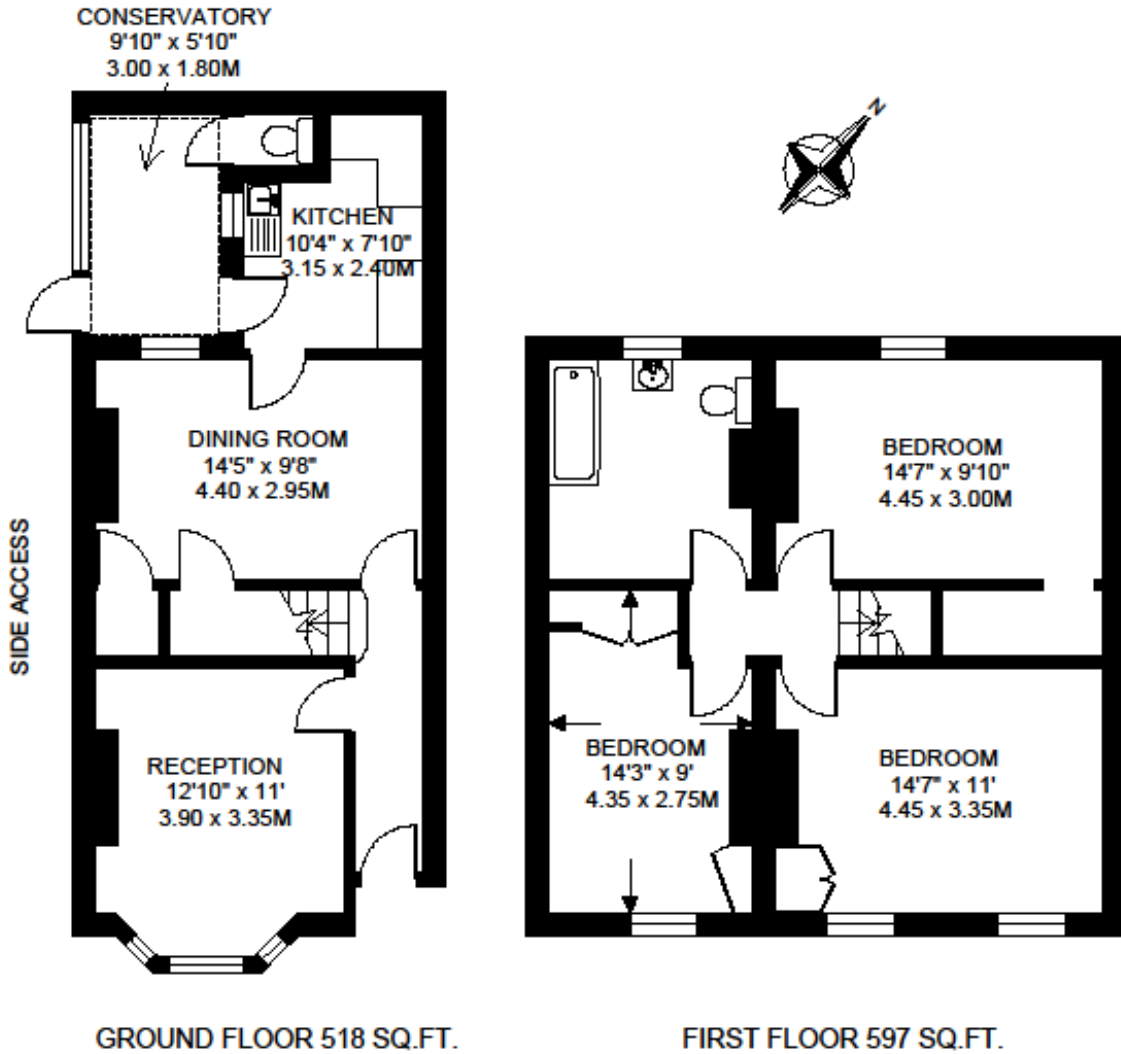 CONSERVATORY
9'10" x 5'10"
3.00 x 1.80M
N
KITCHEN
10'4" x 7'10"
3.15 x 2.40M
DINING ROOM
14'5" x 9'8"
4.40 x 2.95M
SIDE ACCESS
RECEPTION
12'10" x 11'
3.90 x 3.35M
BEDROOM
14'7" x 9'10"
4.45 x 3.00M
BEDROOM
14'3" x 9'
4.35 x 2.75M
BEDROOM
14'7" x 11'
4.45 x 3.35M
GROUND FLOOR 518 SQ.FT.
FIRST FLOOR 597 SQ.FT.